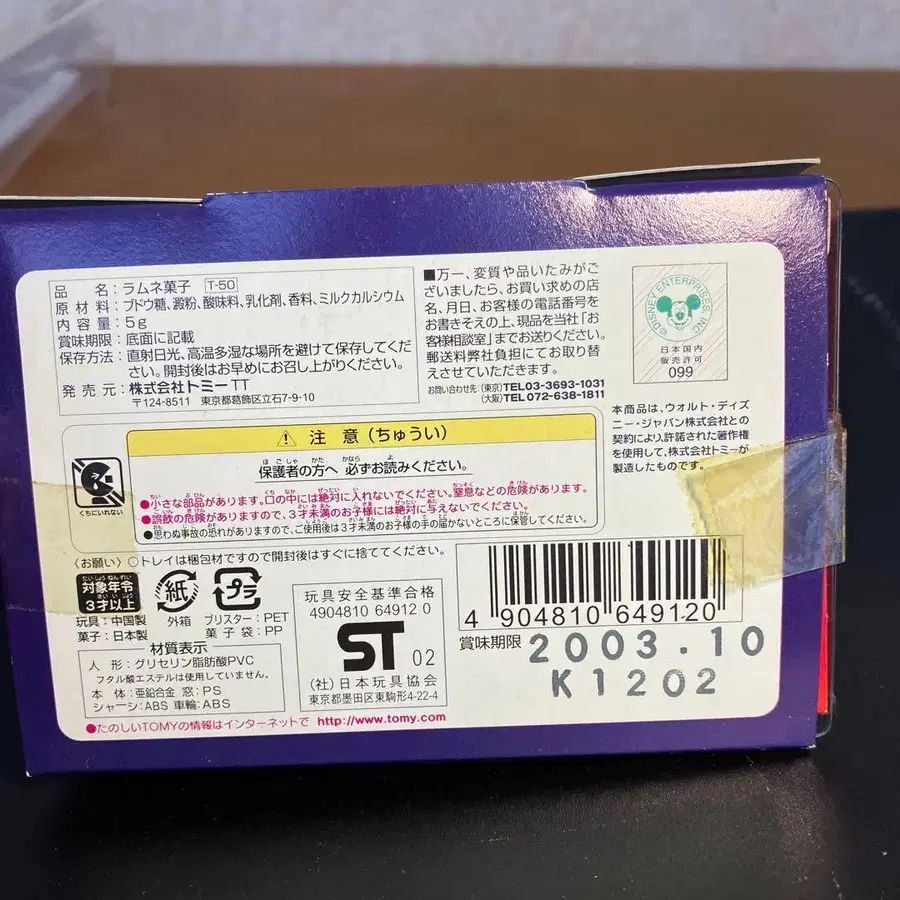 品名:ラムネ菓子 T-50
原材料:ブドウ糖、澱粉、酸味料、乳化剤、香料、ミルクカルシウム
内容量:5g
賞味期限:底面に記載
保存方法:直射日光、高温多湿な場所を避けて保存してくだ
さい。開封後はお早めにお召し上がりください。
発売元:株式会社トミーTT
〒124-8511 東京都葛飾区立石7-9-10
■万一、変質や品いたみがご
ざいましたら、お買い求めの店
名、月日、お客様の電話番号を
お書きそえの上、現品を当社「お
客様相談室」までお送りください。
郵送料弊社負担にてお取り替
えさせていただきます。
お問い合わせ先:(東京)TEL03-3693-1031
(大阪)TEL072-638-1811
©DISNEY ENTERPRISES, INC.
日本国内
販売許可
099
本商品は、ウオルト・ディズ
ニー・ジャパン株式会社との
契約により、許諾された著作権
を使用して、株式会社トミーが
製造したものです。
くちにいれない
⚠ 注意(ちゅうい)
保護者の方へ 必ずお読みください。
●小さな部品があります。口の中には絶対に入れないでください。窒息などの危険があります。
●誤飲の危険がありますので、3才未満のお子様には絶対に与えないでください。
●思わぬ事故の恐れがありますので、ご使用後は3才未満のお子様の手の届かないところに保管してください。
〈お願い〉○トレイは梱包材ですので開封後はすぐに捨ててください。
対象年令
3才以上
紙
外箱
プラ
ブリスター:PET
菓子袋:PP
玩具:中国製
菓子:日本製
材質表示
人形:グリセリン脂肪酸PVC
フタル酸エステルは使用していません。
本体:亜鉛合金 窓:PS
シャーシ:ABS 車輪:ABS
●たのしいTOMYの情報はインターネットで http://www.tomy.com
玩具安全基準合格
4904810 64912 0
ST 02
(社)日本玩具協会
東京都墨田区東駒形4-22-4
4 904810 649120
賞味期限 2003.10
K1202